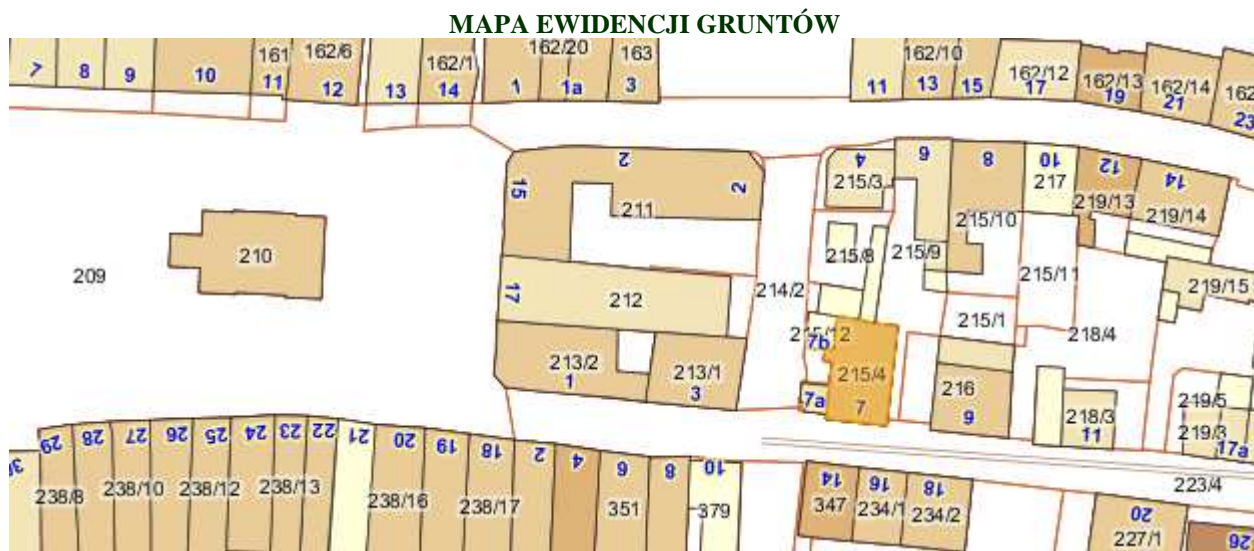 MAPA EWIDENCJI GRUNTÓW
162/6 161 162/1 162/20 163 162/10 162/12 162/13 162/14 162
7 8 9 10 11 12 13 14 1 1a 3 11 13 15 17 19 21 23
2 4 6 8 10 12 14
15 2 215/3 217 219/13 219/14
211 215/10
209 210 215/8 215/9 215/11 219/15
17 212 214/2 215/1 218/4
215/12
7b
213/2 213/1 215/4 216 219/5
1 3 7a 7 9 218/3 11 219/3 17a
29 28 27 26 25 24 23 22 21 20 19 18 2 4 6 8 10
14 16 18 223/4
238/8 238/10 238/12 238/13 238/16 238/17 351 379 347 234/1 234/2 20 227/1 26